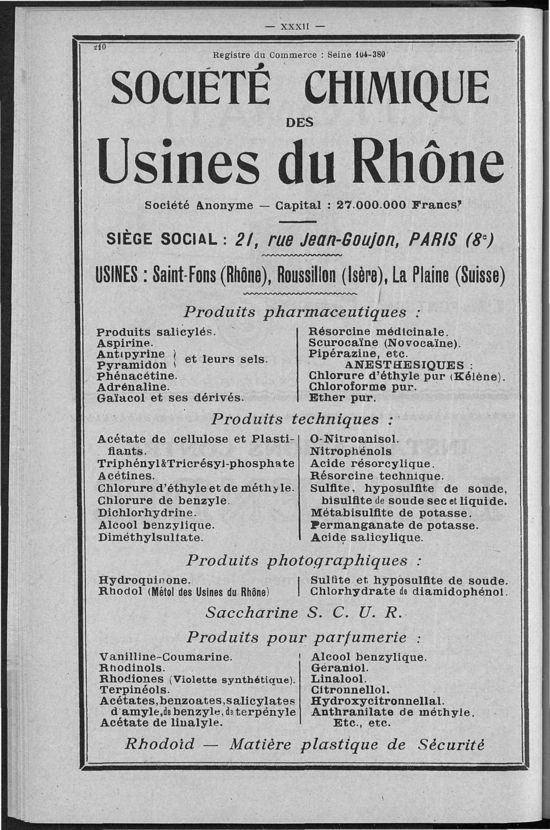 — XXXII —
210
Registre du Commerce : Seine 104-380
SOCIÉTÉ CHIMIQUE
DES
Usines du Rhône
Société Anonyme — Capital : 27.000.000 Francs
SIÈGE SOCIAL : 21, rue Jean-Goujon, PARIS (8e)
USINES : Saint-Fons (Rhône), Roussillon (Isère), La Plaine (Suisse)
Produits pharmaceutiques :
Produits salicylés.
Aspirine.
Antipyrine } et leurs sels.
Pyramidon
Phénacétine.
Adrénaline.
Gaïacol et ses dérivés.
Résorcine médicinale.
Scurocaïne (Novocaïne).
Pipérazine, etc.
ANESTHESIQUES :
Chlorure d'éthyle pur (Kélène).
Chloroforme pur.
Ether pur.
Produits techniques :
Acétate de cellulose et Plasti-
fiants.
Triphényl&Tricrésyl-phosphate
Acétines.
Chlorure d'éthyle et de méthyle.
Chlorure de benzyle.
Dichlorhydrine.
Alcool benzylique.
Diméthylsulfate.
O-Nitroanisol.
Nitrophénols
Acide résorcylique.
Résorcine technique.
Sulfite, hyposulfite de soude,
bisulfite de soude sec et liquide.
Métabisulfite de potasse.
Permanganate de potasse.
Acide salicylique.
Produits photographiques :
Hydroquinone.
Rhodol (Métol des Usines du Rhône)
Sulfite et hyposulfite de soude.
Chlorhydrate de diamidophénol.
Saccharine S. C. U. R.
Produits pour parfumerie :
Vanilline-Coumarine.
Rhodinols.
Rhodiones (Violette synthétique).
Terpinéols.
Acétates, benzoates, salicylates
d'amyle, de benzyle, de terpényle
Acétate de linalyle.
Alcool benzylique.
Géraniol.
Linalool.
Citronnellol.
Hydroxycitronnellal.
Anthranilate de méthyle.
Etc., etc.
Rhodoïd — Matière plastique de Sécurité